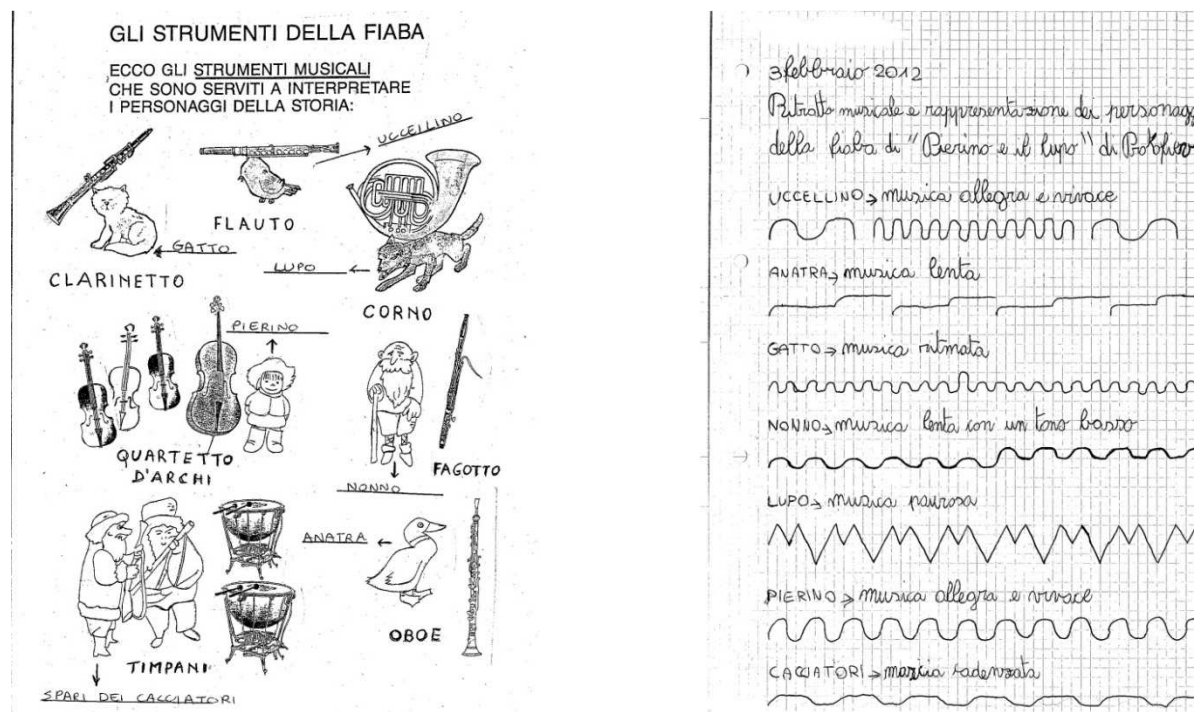 GLI STRUMENTI DELLA FIABA
ECCO GLI STRUMENTI MUSICALI
CHE SONO SERVITI A INTERPRETARE
I PERSONAGGI DELLA STORIA:
UCCELLINO
FLAUTO
GATTO
CLARINETTO
LUPO
CORNO
PIERINO
QUARTETTO
D'ARCHI
FAGOTTO
NONNO
ANATRA
OBOE
TIMPANI
SPARI DEI CACCIATORI
3 febbraio 2012
Ritratto musicale e rappresentazione dei personagg
della fiaba di "Pierino e il lupo" di
UCCELLINO → musica allegra e vivace
ANATRA → musica lenta
GATTO → musica ritmata
NONNO → musica lenta con un tono basso
LUPO → musica paurosa
PIERINO → musica allegra e vivace
CACCIATORI → marcia cadenzata